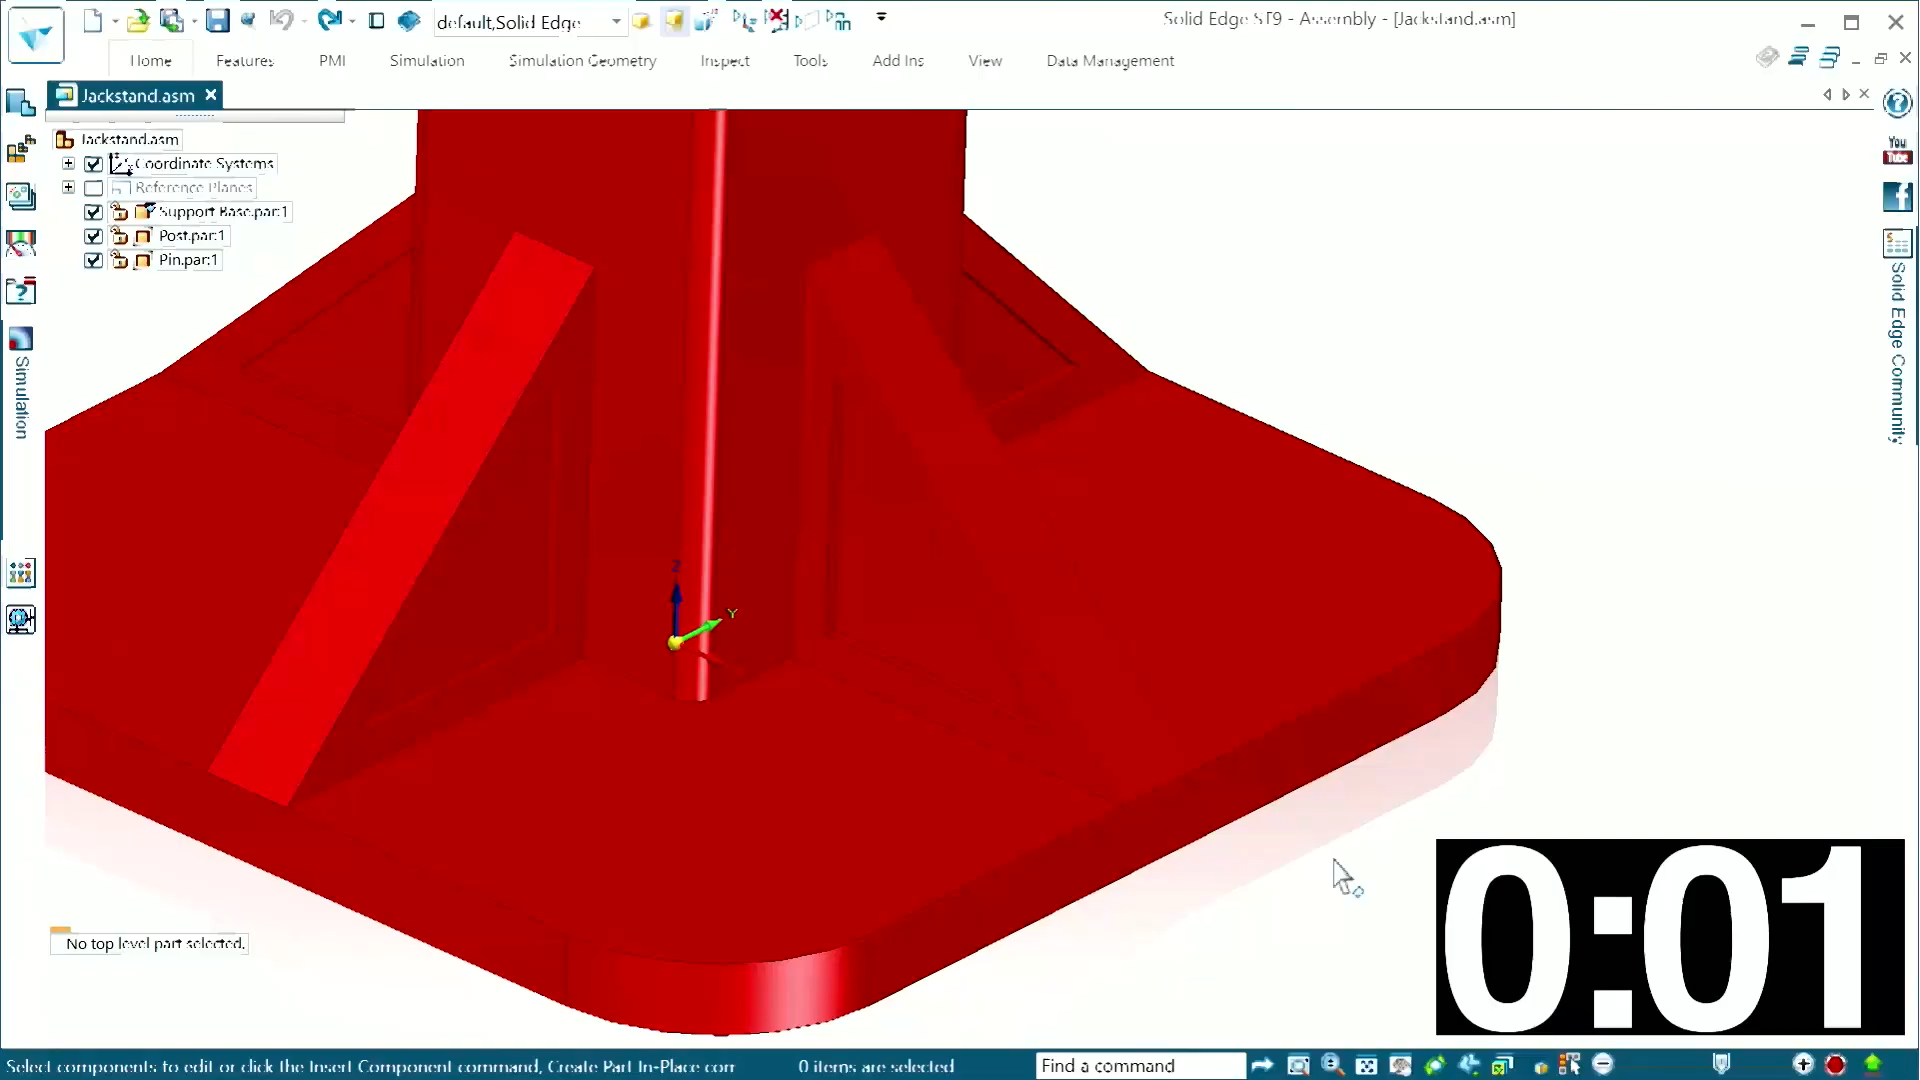 default,Solid Edge
Solid Edge ST9 - Assembly - [Jackstand.asm]
Home
Features
PMI
Simulation
Simulation Geometry
Inspect
Tools
Add Ins
View
Data Management
Jackstand.asm
Jackstand.asm
Coordinate Systems
Reference Planes
Support Base.par:1
Post.par:1
Pin.par:1
Simulation
You
Tube
Solid Edge Community
Z
Y
No top level part selected.
0:01
Select components to edit or click the Insert Component command, Create Part In-Place com
0 items are selected
Find a command